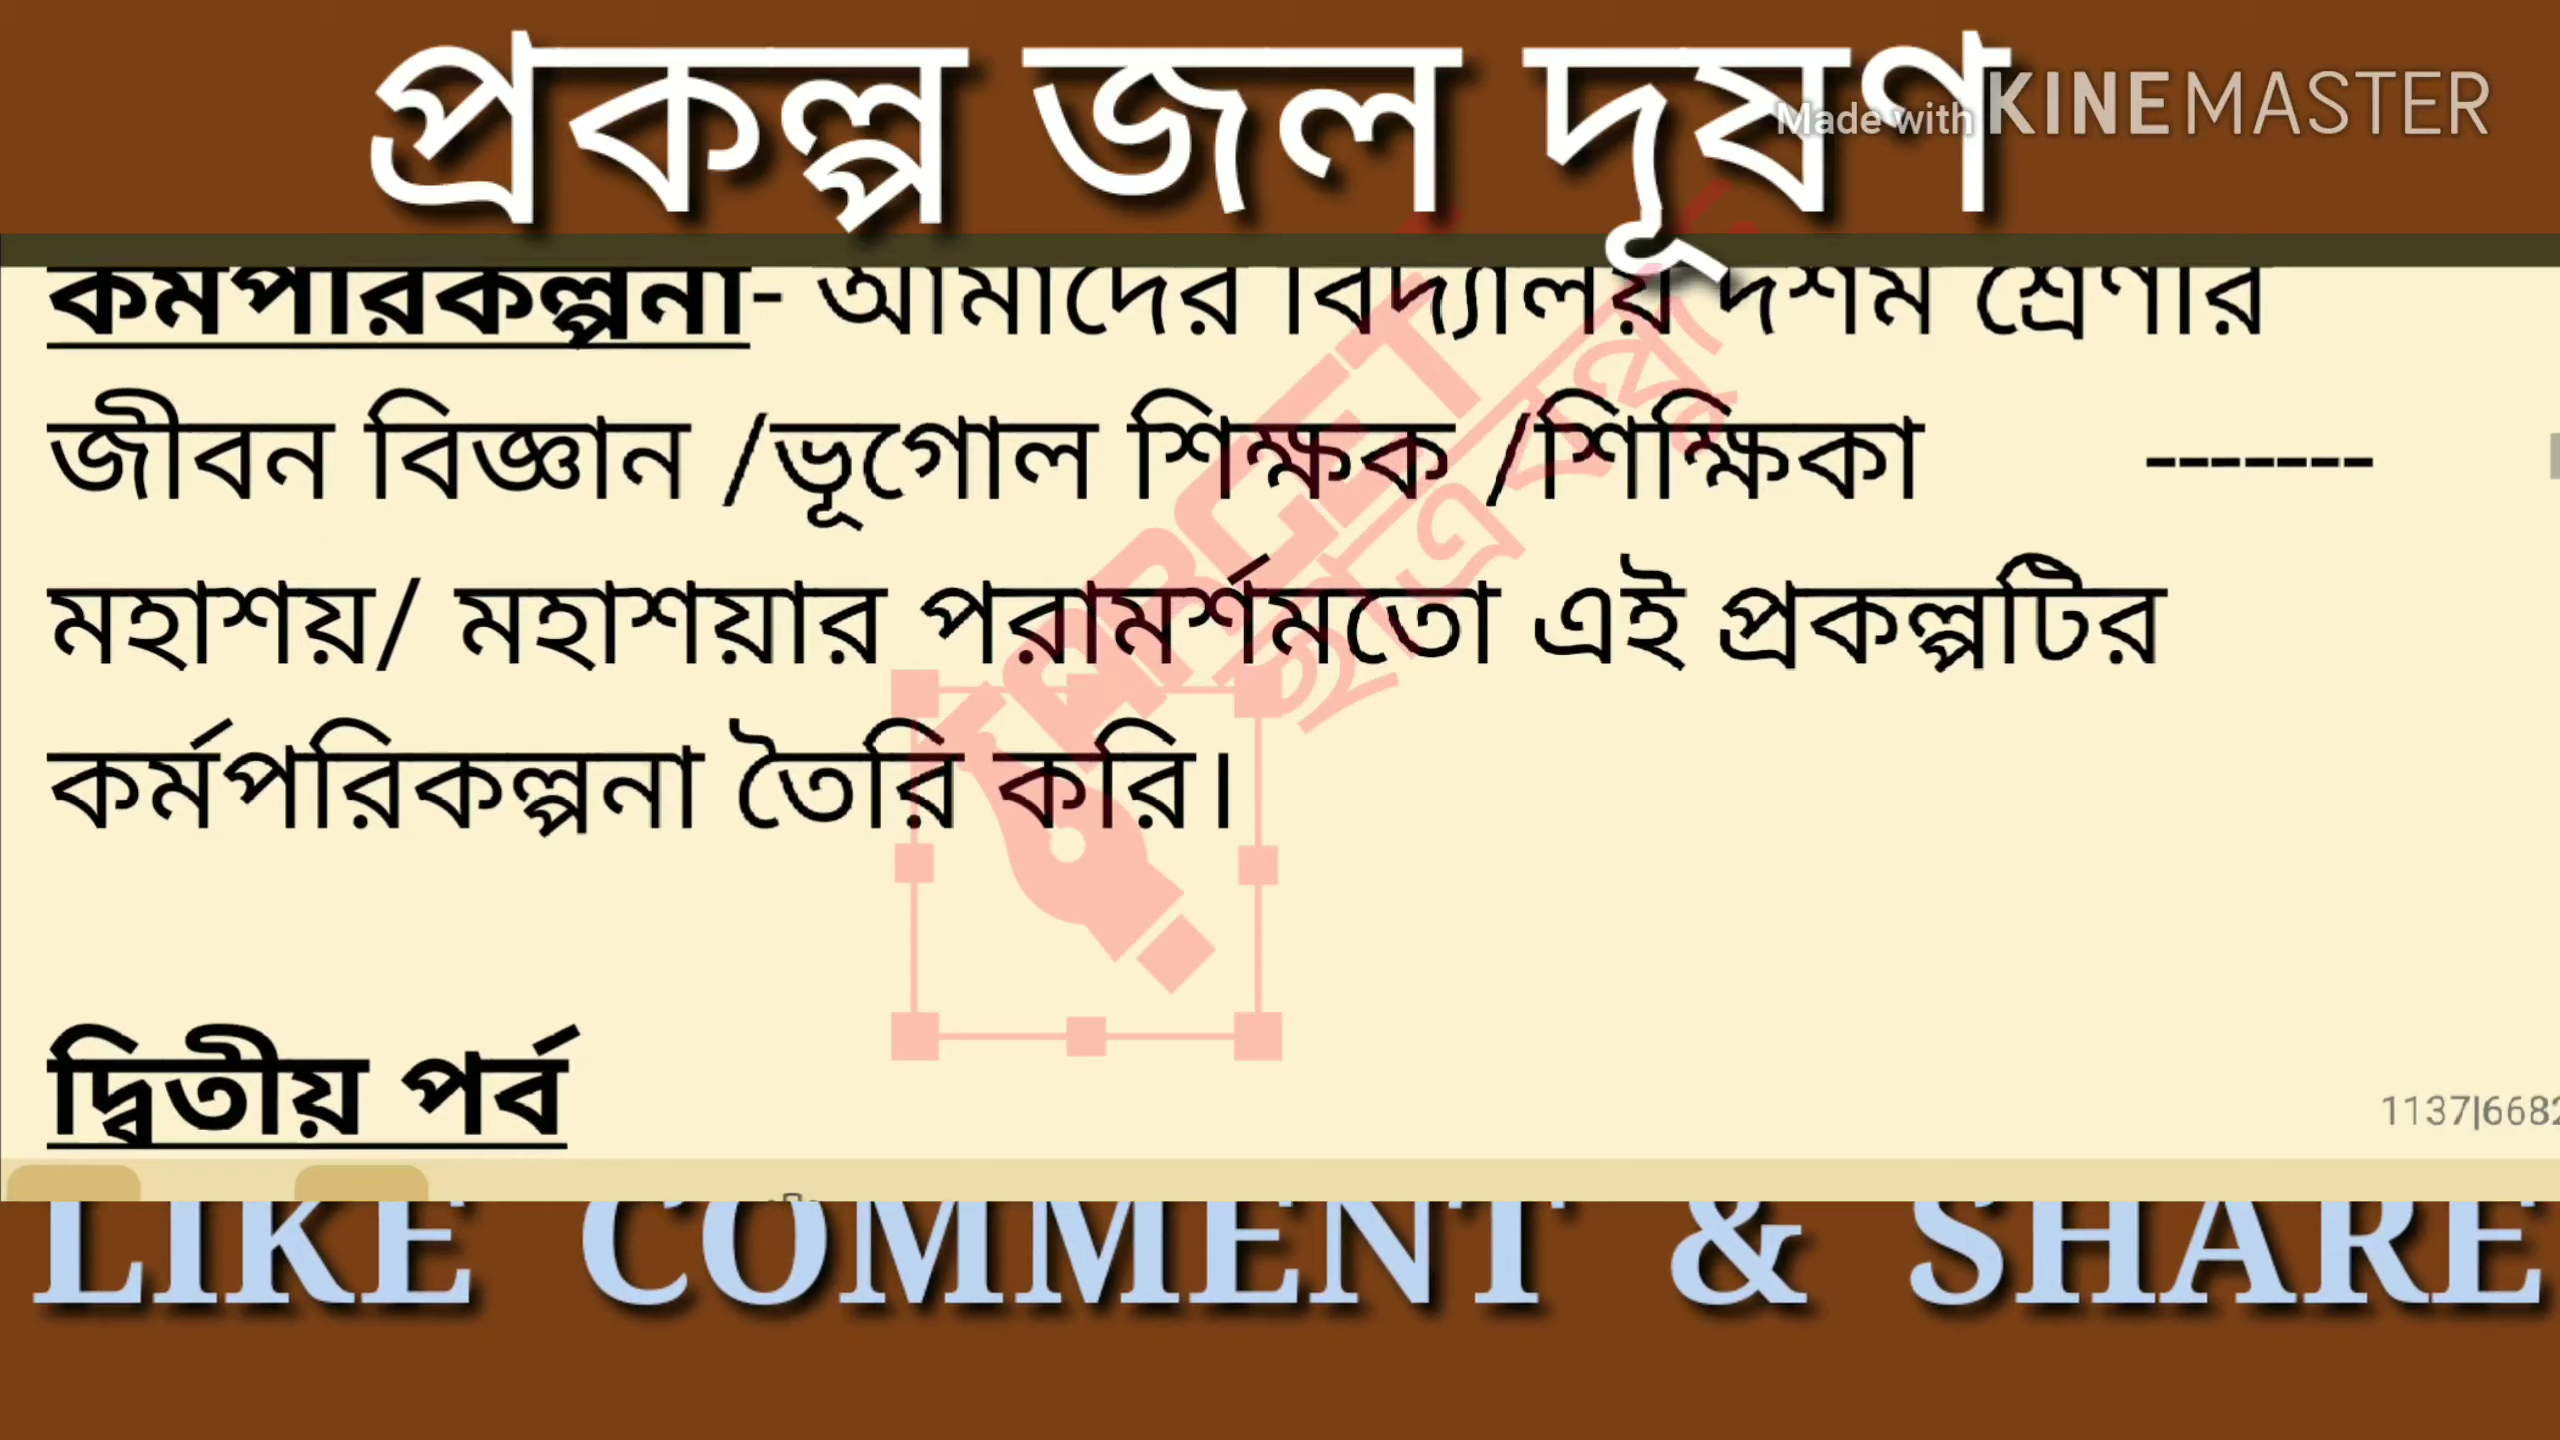 প্রকল্প জল দূষণ
Made with KINEMASTER
কর্মপরিকল্পনা- আমাদের বিদ্যালয় দশম শ্রেণীর
জীবন বিজ্ঞান /ভূগোল শিক্ষক /শিক্ষিকা -------
মহাশয়/ মহাশয়ার পরামর্শমতো এই প্রকল্পটির
কর্মপরিকল্পনা তৈরি করি।
TARGET
দ্বিতীয় পর্ব
1137|6682
LIKE COMMENT & SHARE